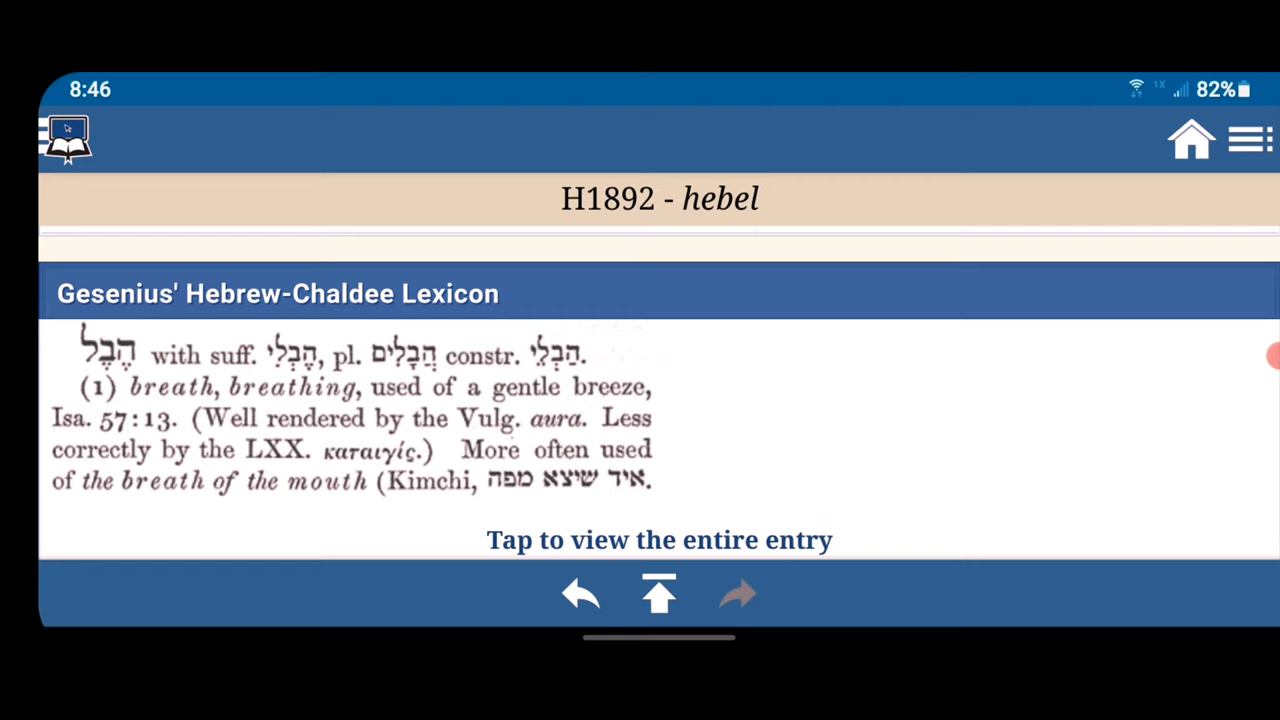 8:46
1X
82%
H1892 - hebel
Gesenius' Hebrew-Chaldee Lexicon
הֶבֶל with suff. הֶבְלִי, pl. הֲבָלִים constr. הַבְלֵי.
(1) breath, breathing, used of a gentle breeze,
Isa. 57:13. (Well rendered by the Vulg. aura. Less
correctly by the LXX. καταιγίς.) More often used
of the breath of the mouth (Kimchi, איד שיצא מפה.
Tap to view the entire entry